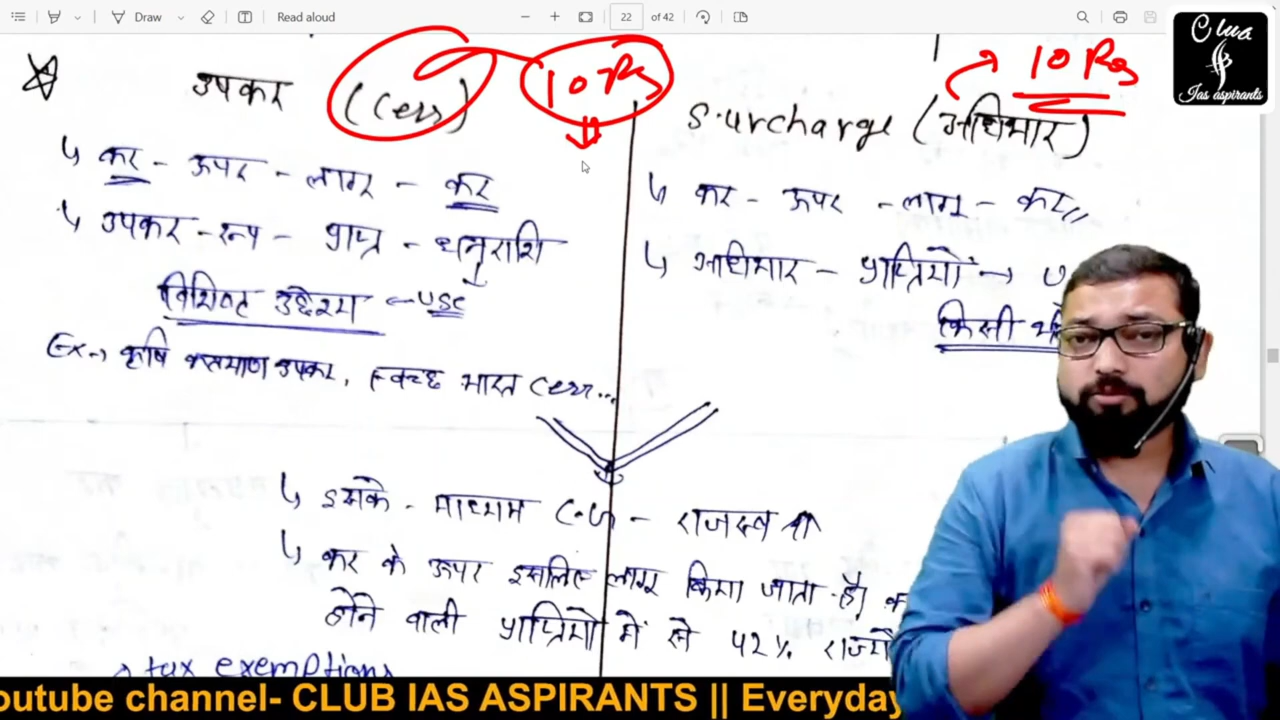 Draw
Read aloud
22 of 42
Club
Ias aspirants
उपकर (Cess)
10 Rs
10 Rs
Surcharge (अधिभार)
↳ कर - ऊपर - लागू - कर
↳ उपकर - रूप - प्राप्त - धनराशि
विशिष्ट उद्देश्य ← use
Ex→ कृषि कल्याण उपकर, स्वच्छ भारत Cess...
↳ कर - ऊपर - लागू - कर
↳ अधिभार - प्राप्तियों → U
किसी
↳ इसके - माध्यम C.G - राजस्व
↳ कर के ऊपर इसलिए लागू किया जाता है। क
होने वाली प्राप्तियों में से 42% राज्यों
tax exemptions
outube channel- CLUB IAS ASPIRANTS || Everyday